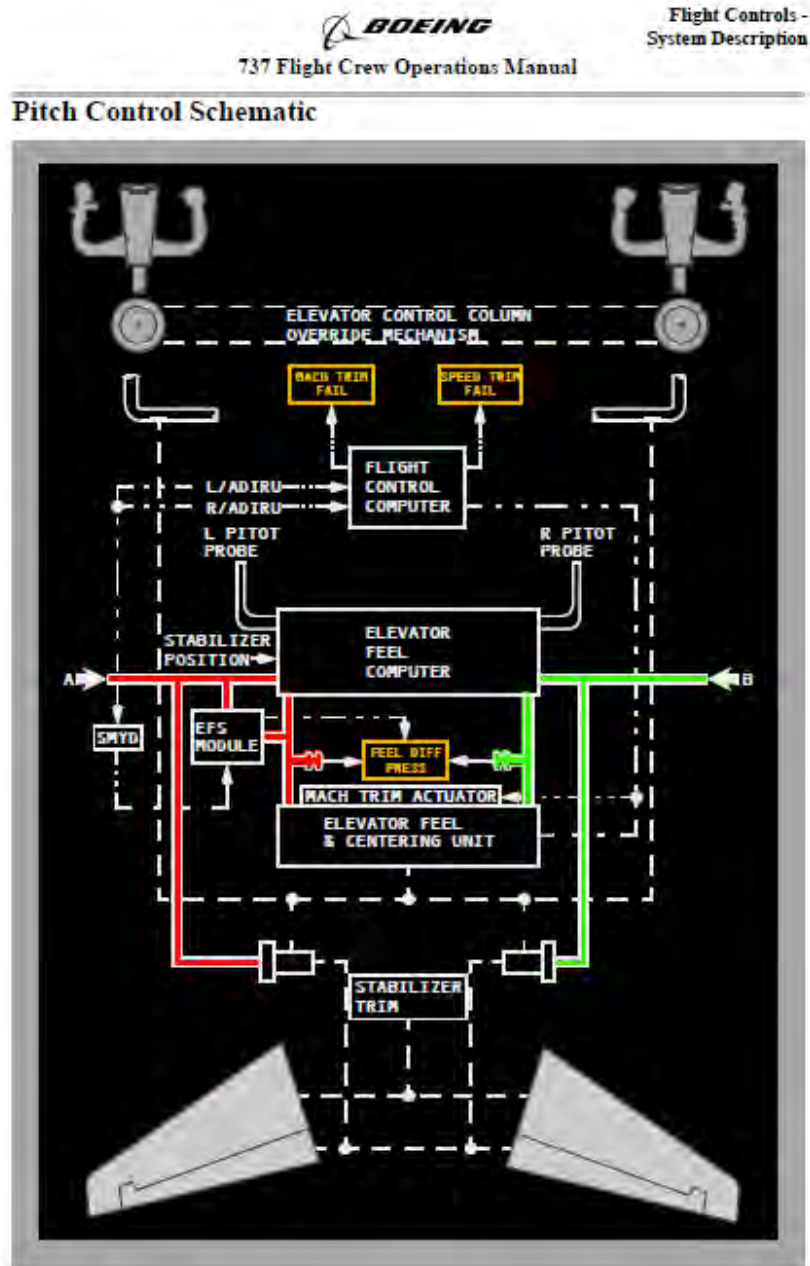 BOEING
Flight Controls -
System Description
737 Flight Crew Operations Manual
Pitch Control Schematic
ELEVATOR CONTROL COLUMN
OVERRIDE MECHANISM
MACH TRIM
FAIL
SPEED TRIM
FAIL
FLIGHT
CONTROL
COMPUTER
L/ADIRU
R/ADIRU
L PITOT
PROBE
R PITOT
PROBE
ELEVATOR
FEEL
COMPUTER
STABILIZER
POSITION
A
B
SMYD
EFS
MODULE
FEEL DIFF
PRESS
MACH TRIM ACTUATOR
ELEVATOR FEEL
& CENTERING UNIT
STABILIZER
TRIM